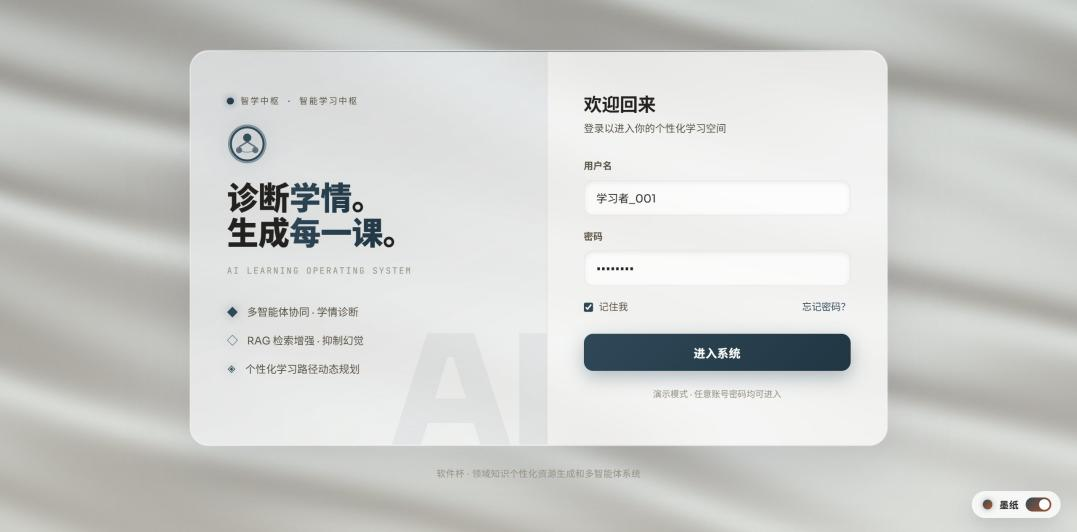 智学中枢 · 智能学习中枢
诊断学情。
生成每一课。
AI LEARNING OPERATING SYSTEM
多智能体协同 · 学情诊断
RAG 检索增强 · 抑制幻觉
个性化学习路径动态规划
AI
欢迎回来
登录以进入你的个性化学习空间
用户名
学习者_001
密码
••••••••
记住我
忘记密码？
进入系统
演示模式 · 任意账号密码均可进入
软件杯 · 领域知识个性化资源生成和多智能体系统
墨纸